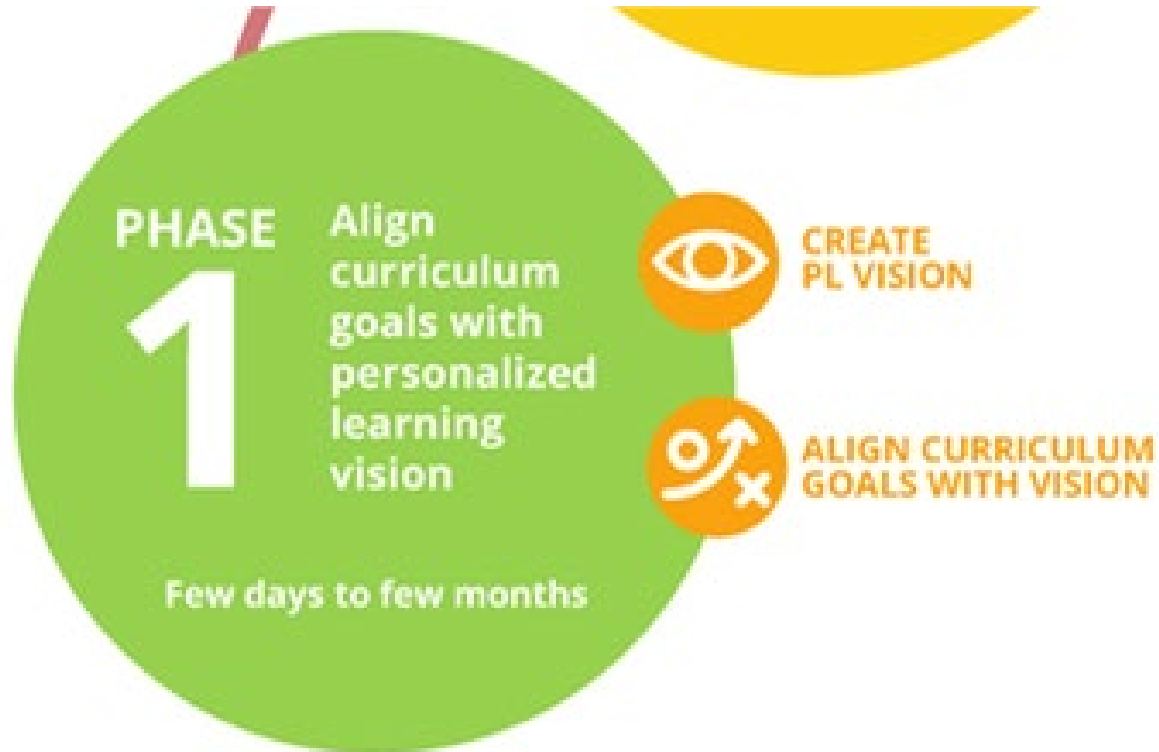 PHASE
1
Align
curriculum
goals with
personalized
learning
vision
Few days to few months
CREATE
PL VISION
ALIGN CURRICULUM
GOALS WITH VISION